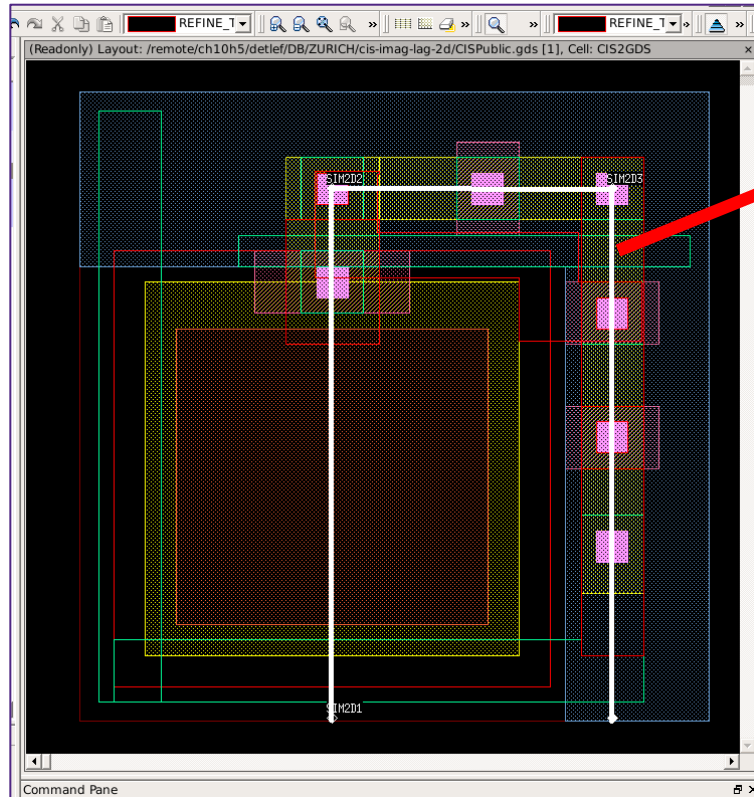 REFINE_T
REFINE_T
(Readonly) Layout: /remote/ch10h5/detlef/DB/ZURICH/cis-imag-lag-2d/CISPublic.gds [1], Cell: CIS2GDS
SIM2D2
SIM2D3
SIM2D1
Command Pane